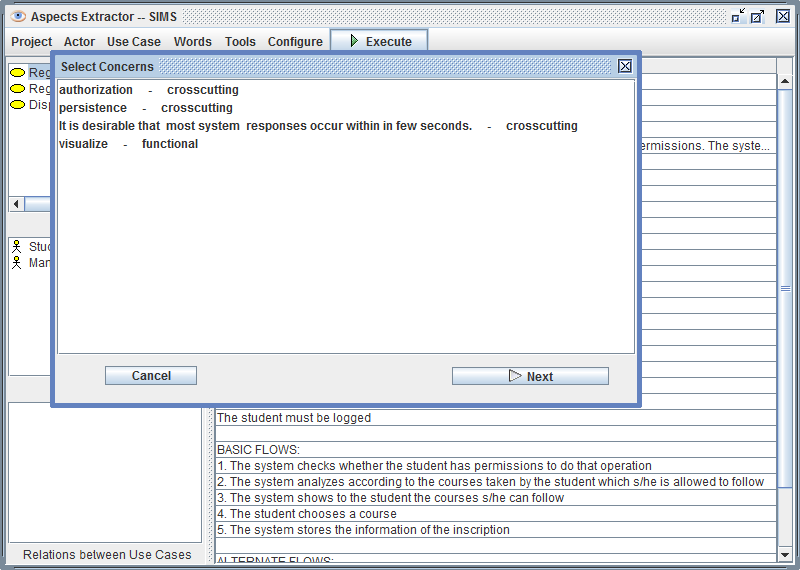 Aspects Extractor -- SIMS
Project Actor Use Case Words Tools Configure Execute
Select Concerns
authorization - crosscutting
persistence - crosscutting
It is desirable that most system responses occur within in few seconds. - crosscutting
visualize - functional
Cancel Next
ermissions. The syste...
The student must be logged
BASIC FLOWS:
1. The system checks whether the student has permissions to do that operation
2. The system analyzes according to the courses taken by the student which s/he is allowed to follow
3. The system shows to the student the courses s/he can follow
4. The student chooses a course
5. The system stores the information of the inscription
ALTERNATE FLOWS:
Reg
Reg
Disp
Stud
Man
Relations between Use Cases